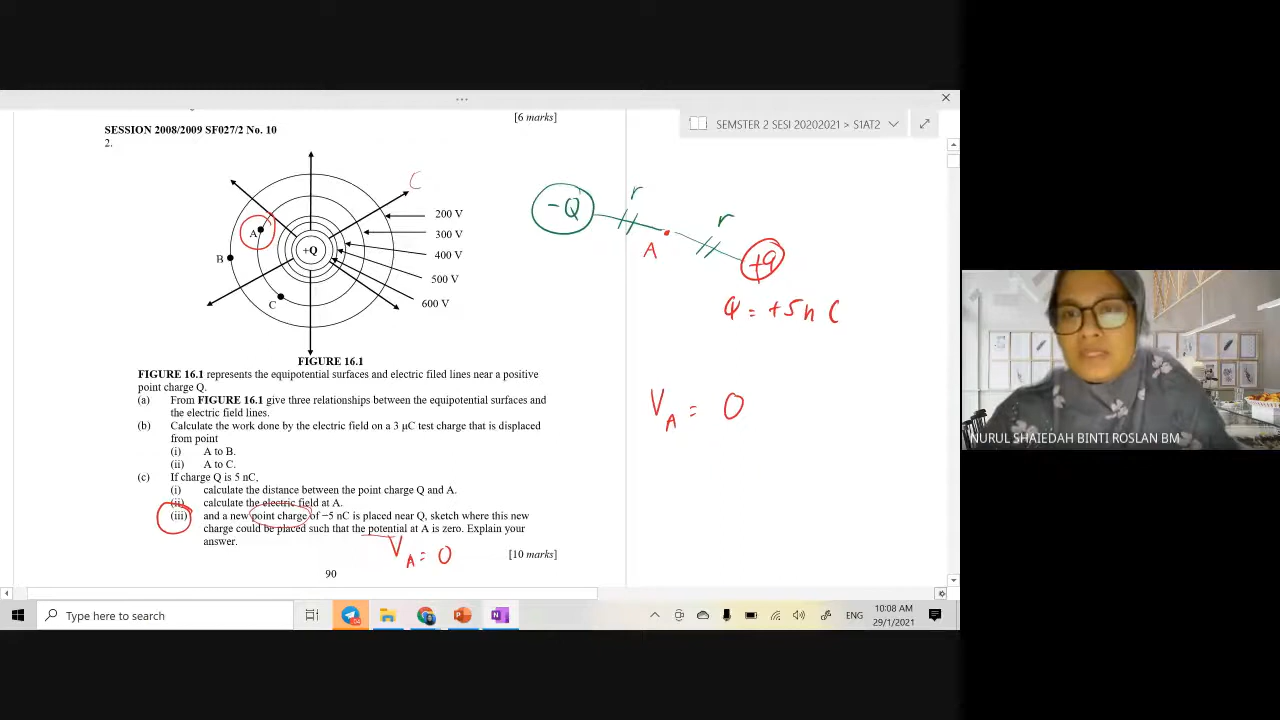 [6 marks]
SESSION 2008/2009 SF027/2 No. 10
2.
SEMSTER 2 SESI 20202021 > S1AT2
C
200 V
300 V
400 V
500 V
600 V
A
B
C
+Q
FIGURE 16.1
FIGURE 16.1 represents the equipotential surfaces and electric filed lines near a positive
point charge Q.
(a) From FIGURE 16.1 give three relationships between the equipotential surfaces and
the electric field lines.
(b) Calculate the work done by the electric field on a 3 μC test charge that is displaced
from point
(i) A to B.
(ii) A to C.
(c) If charge Q is 5 nC,
(i) calculate the distance between the point charge Q and A.
(ii) calculate the electric field at A.
(iii) and a new point charge of −5 nC is placed near Q, sketch where this new
charge could be placed such that the potential at A is zero. Explain your
answer.
V_A = 0
[10 marks]
90
-Q
r
r
A
+Q
Q = +5n C
V_A = 0
NURUL SHAIEDAH BINTI ROSLAN BM
Type here to search
ENG
10:08 AM
29/1/2021